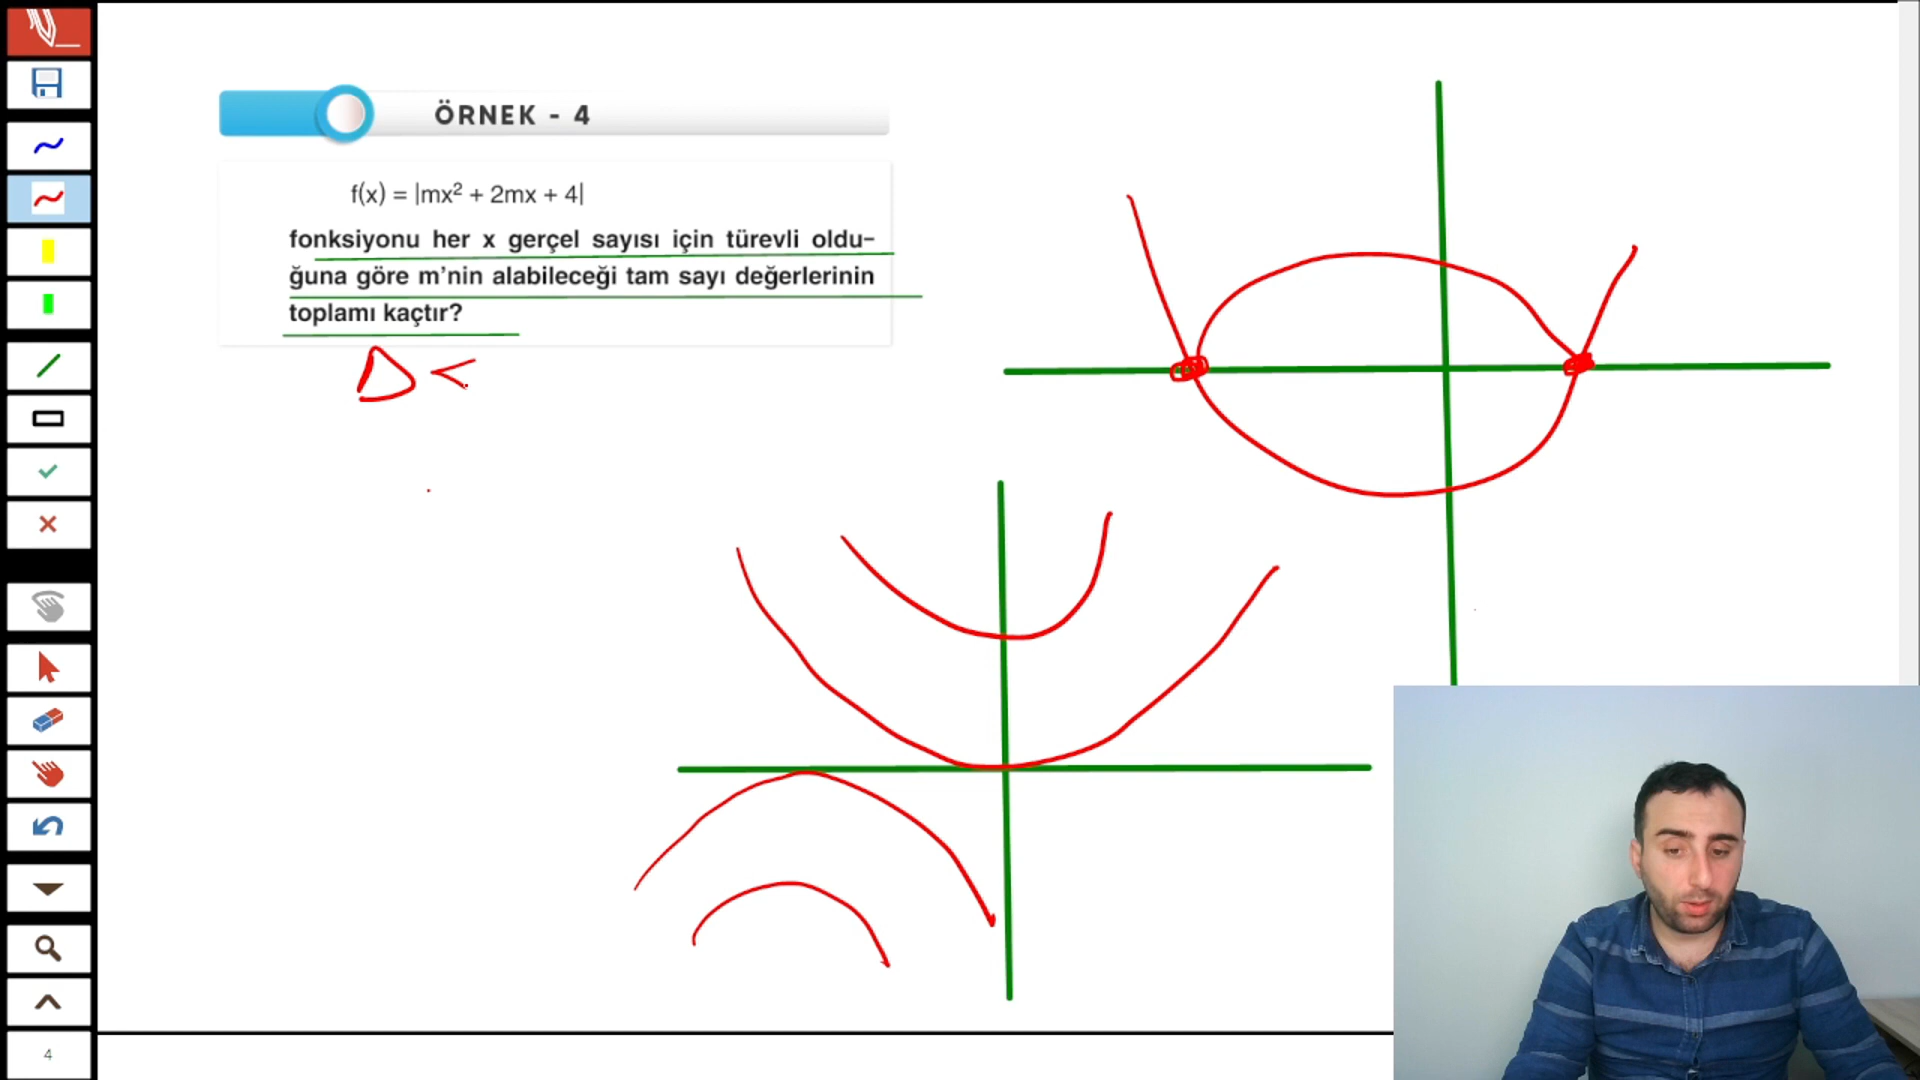 ÖRNEK - 4
f(x) = |mx² + 2mx + 4|
fonksiyonu her x gerçel sayısı için türevli oldu-
ğuna göre m'nin alabileceği tam sayı değerlerinin
toplamı kaçtır?
Δ <
4